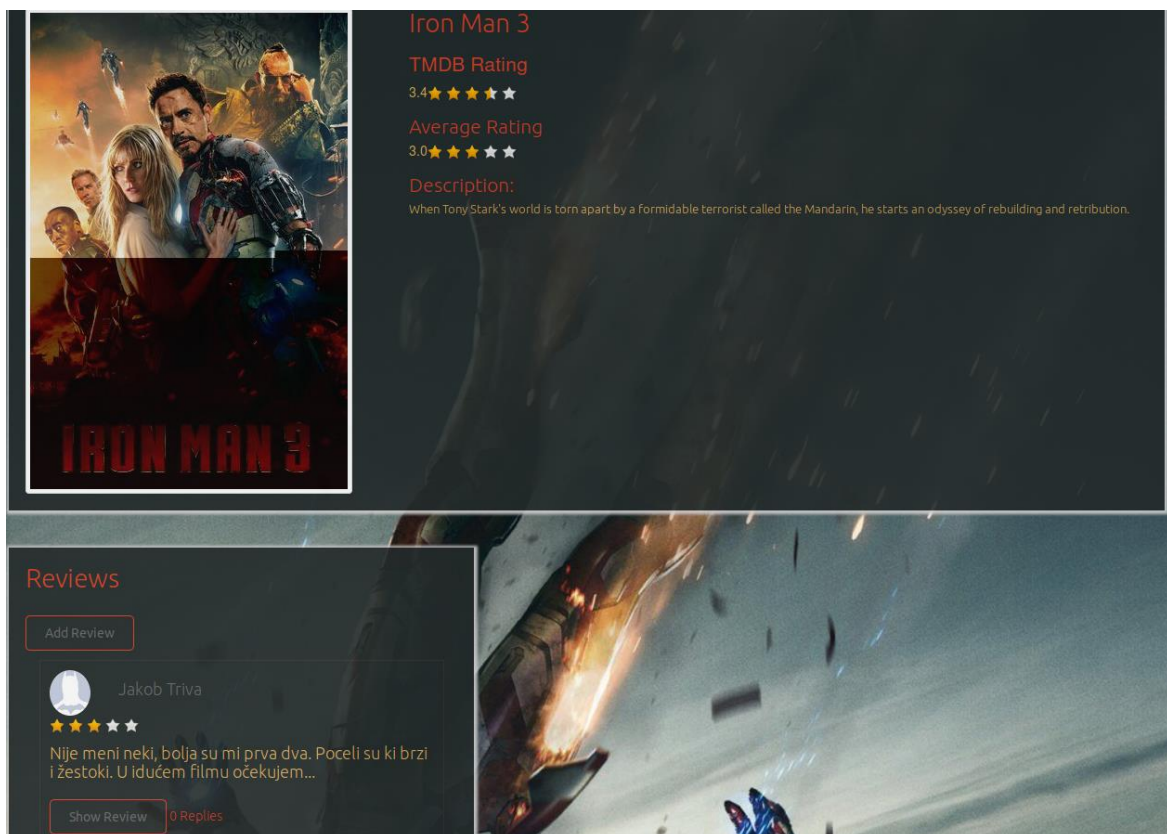 Iron Man 3
TMDB Rating
3.4
Average Rating
3.0
Description:
When Tony Stark's world is torn apart by a formidable terrorist called the Mandarin, he starts an odyssey of rebuilding and retribution.
IRON MAN 3
Reviews
Add Review
Jakob Triva
Nije meni neki, bolja su mi prva dva. Poceli su ki brzi
i žestoki. U idućem filmu očekujem...
Show Review 0 Replies